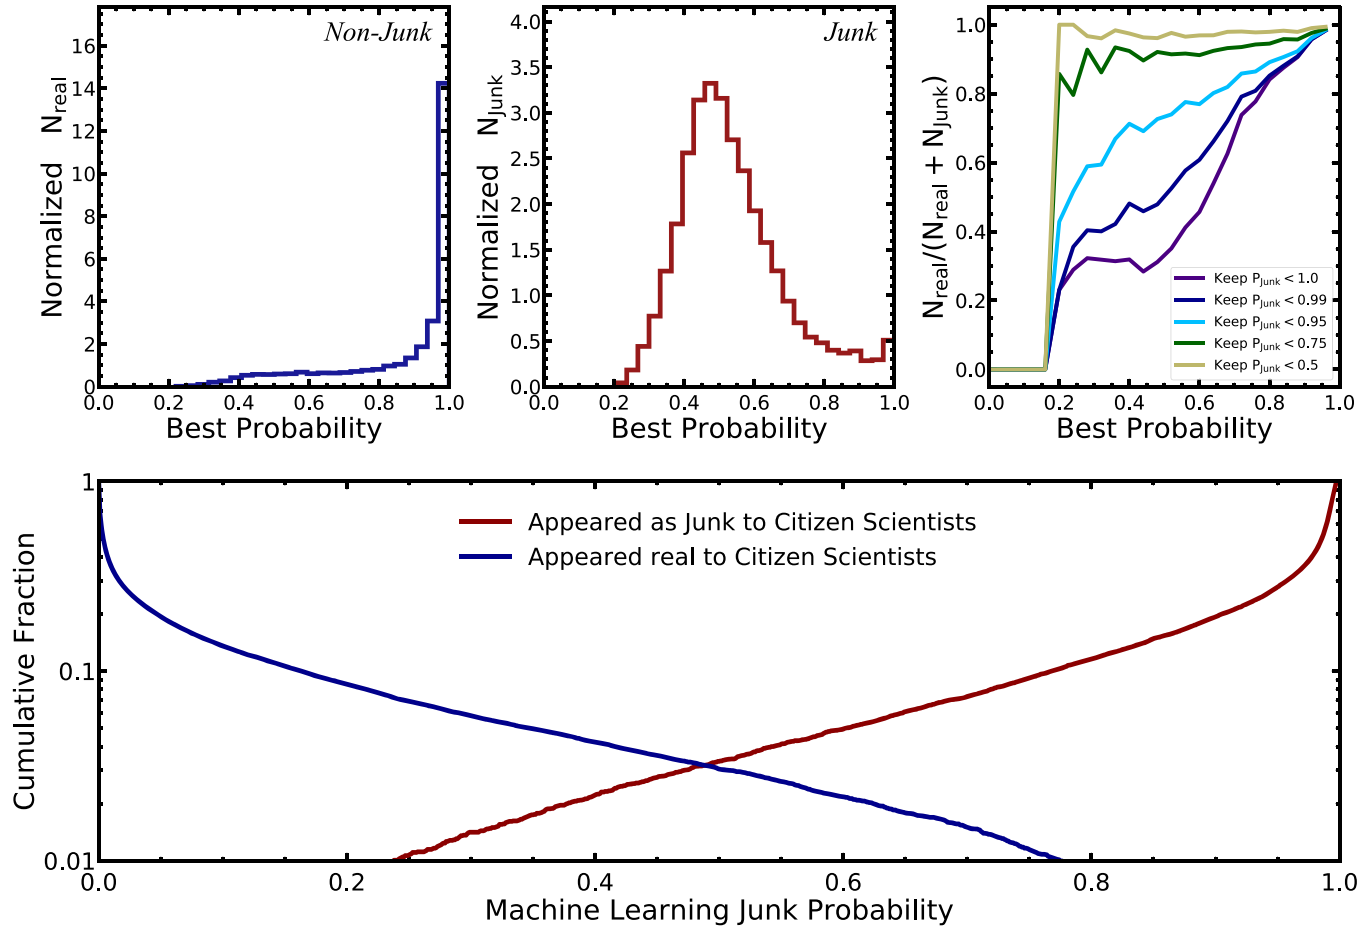 Non-Junk
Normalized N_real
16
14
12
10
8
6
4
2
0
0.0 0.2 0.4 0.6 0.8 1.0
Best Probability
Junk
Normalized N_Junk
4.0
3.5
3.0
2.5
2.0
1.5
1.0
0.5
0.0
0.0 0.2 0.4 0.6 0.8 1.0
Best Probability
N_real/(N_real + N_Junk)
1.0
0.8
0.6
0.4
0.2
0.0
Keep P_Junk < 1.0
Keep P_Junk < 0.99
Keep P_Junk < 0.95
Keep P_Junk < 0.75
Keep P_Junk < 0.5
0.0 0.2 0.4 0.6 0.8 1.0
Best Probability
Cumulative Fraction
1
0.1
0.01
Appeared as Junk to Citizen Scientists
Appeared real to Citizen Scientists
0.0 0.2 0.4 0.6 0.8 1.0
Machine Learning Junk Probability